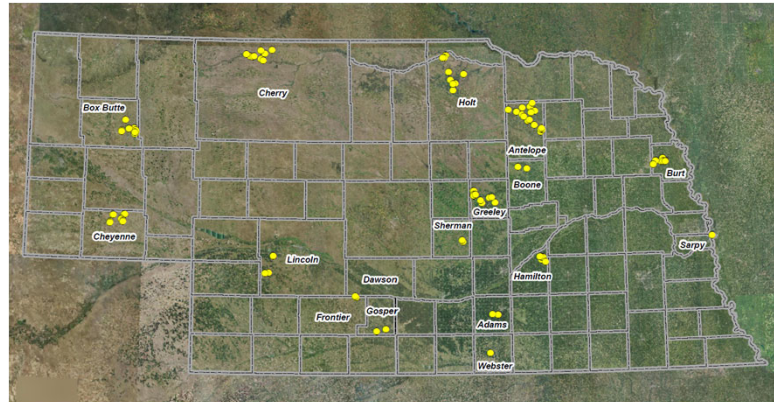 Cherry
Box Butte
Holt
Antelope
Burt
Boone
Greeley
Sherman
Cheyenne
Sarpy
Lincoln
Dawson
Hamilton
Frontier
Gosper
Adams
Webster